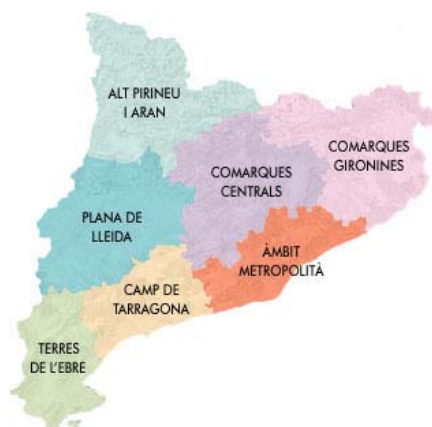 ALT PIRINEU
I ARAN
COMARQUES
GIRONINES
COMARQUES
CENTRALS
PLANA DE
LLEIDA
ÀMBIT
METROPOLITÀ
CAMP DE
TARRAGONA
TERRES
DE L'EBRE